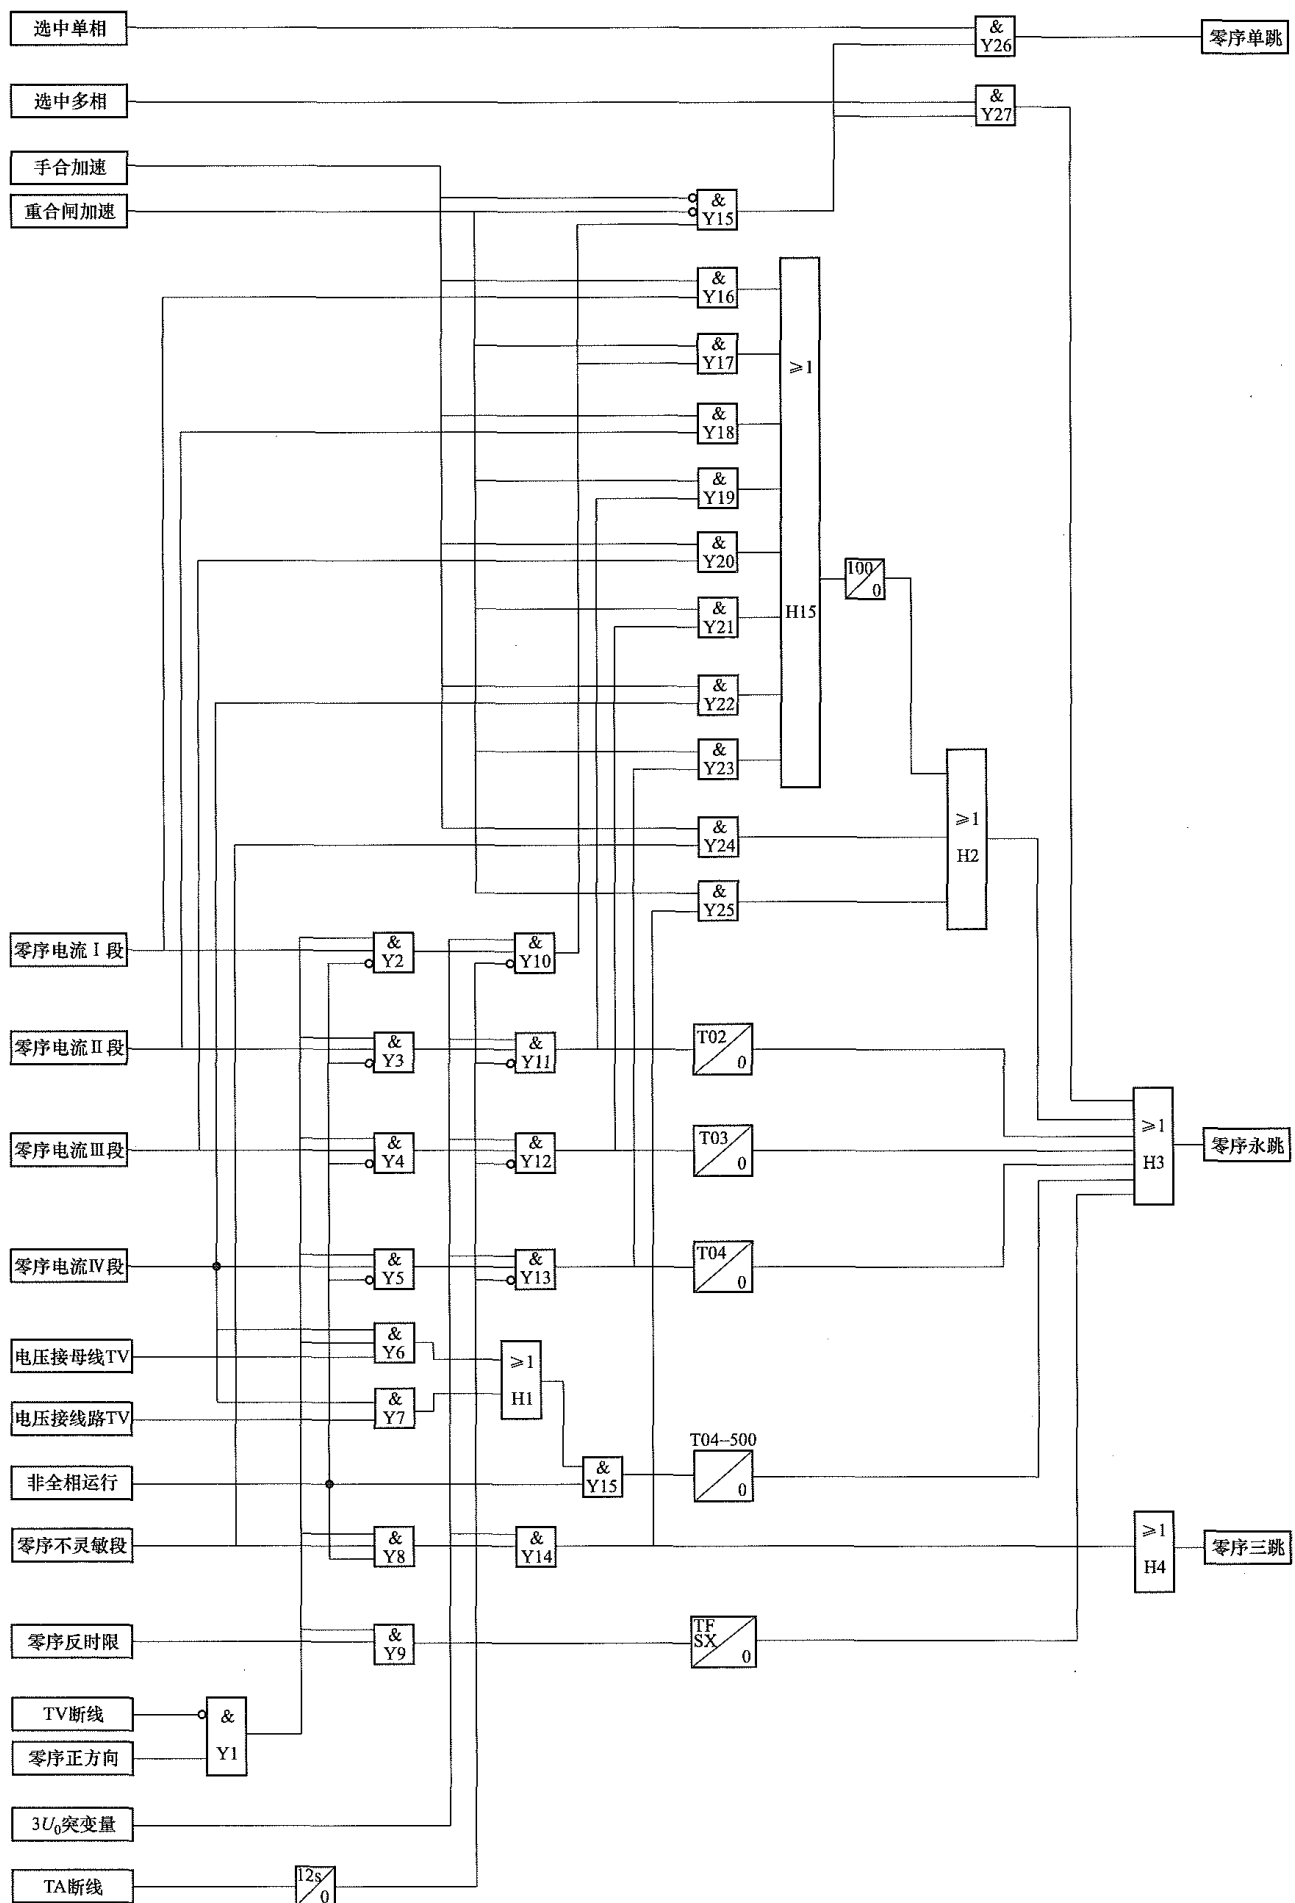 选中单相
&
Y26
零序单跳
选中多相
&
Y27
手合加速
重合闸加速
&
Y15
&
Y16
&
Y17
≥1
&
Y18
&
Y19
&
Y20
100
0
&
Y21
H15
&
Y22
&
Y23
&
Y24
≥1
H2
&
Y25
零序电流Ⅰ段
&
Y2
&
Y10
零序电流Ⅱ段
&
Y3
&
Y11
T02
0
零序电流Ⅲ段
&
Y4
&
Y12
T03
0
≥1
H3
零序永跳
零序电流Ⅳ段
&
Y5
&
Y13
T04
0
电压接母线TV
&
Y6
≥1
H1
电压接线路TV
&
Y7
T04-500
0
非全相运行
&
Y15
零序不灵敏段
&
Y8
&
Y14
≥1
H4
零序三跳
零序反时限
&
Y9
TF
SX
0
TV断线
&
Y1
零序正方向
3U₀突变量
TA断线
12s
0